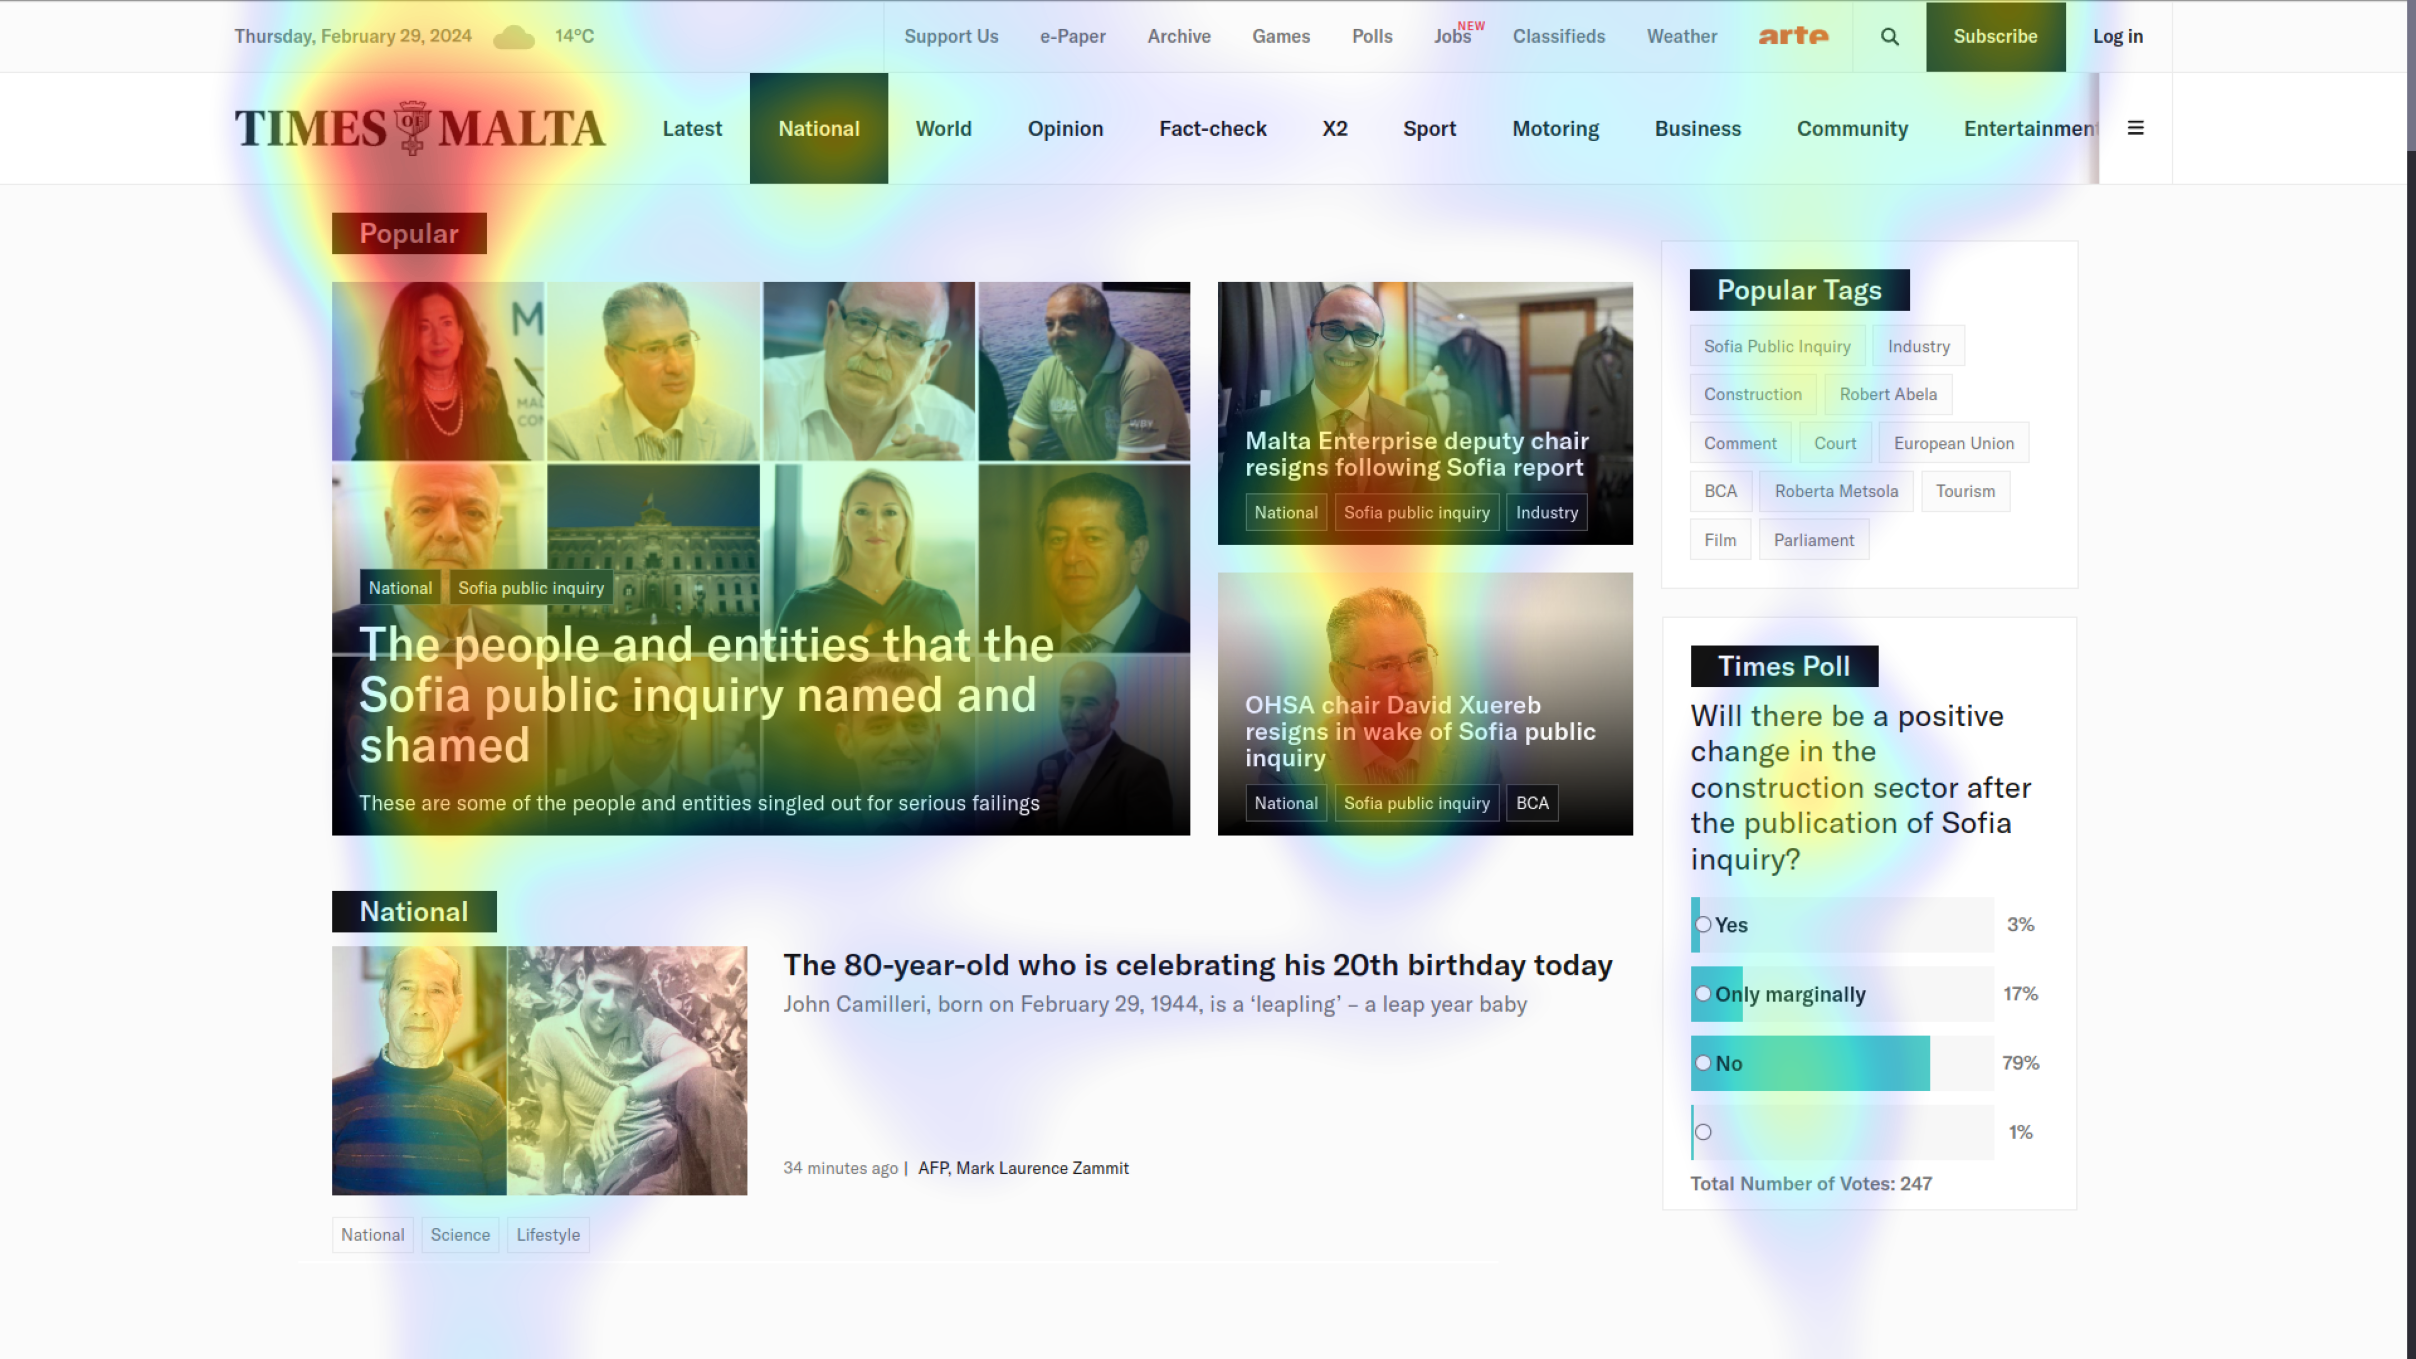 Thursday, February 29, 2024 14°C Support Us e-Paper Archive Games Polls Jobs NEW Classifieds Weather arte Subscribe Log in
TIMES OF MALTA Latest National World Opinion Fact-check X2 Sport Motoring Business Community Entertainment
Popular
National Sofia public inquiry
The people and entities that the
Sofia public inquiry named and
shamed
These are some of the people and entities singled out for serious failings
Malta Enterprise deputy chair
resigns following Sofia report
National Sofia public inquiry Industry
OHSA chair David Xuereb
resigns in wake of Sofia public
inquiry
National Sofia public inquiry BCA
Popular Tags
Sofia Public Inquiry Industry
Construction Robert Abela
Comment Court European Union
BCA Roberta Metsola Tourism
Film Parliament
Times Poll
Will there be a positive
change in the
construction sector after
the publication of Sofia
inquiry?
Yes 3%
Only marginally 17%
No 79%
1%
Total Number of Votes: 247
National
The 80-year-old who is celebrating his 20th birthday today
John Camilleri, born on February 29, 1944, is a ‘leapling’ – a leap year baby
34 minutes ago | AFP, Mark Laurence Zammit
National Science Lifestyle